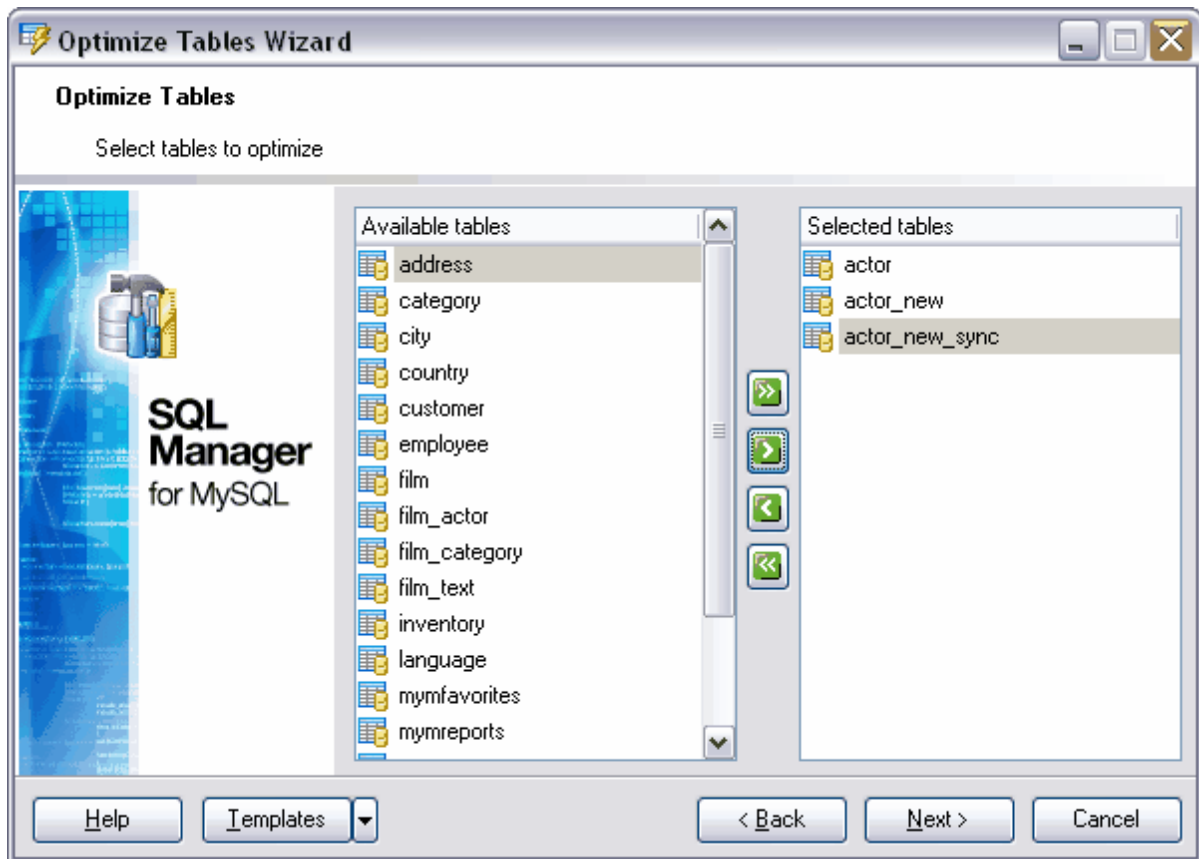 Optimize Tables Wizard
Optimize Tables
Select tables to optimize
SQL
Manager
for MySQL
Available tables
address
category
city
country
customer
employee
film
film_actor
film_category
film_text
inventory
language
mymfavorites
mymreports
Selected tables
actor
actor_new
actor_new_sync
Help
Templates
< Back
Next >
Cancel